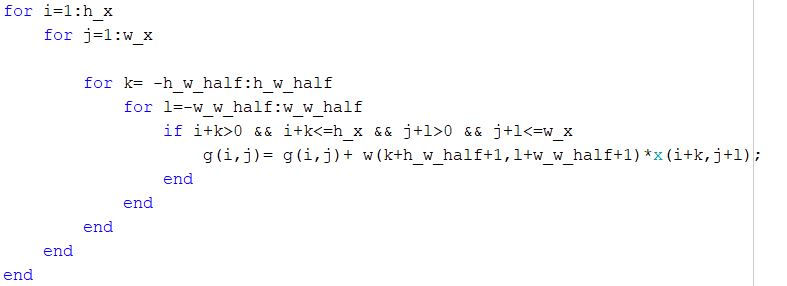 for i=1:h_x
for j=1:w_x
for k= -h_w_half:h_w_half
for l=-w_w_half:w_w_half
if i+k>0 && i+k<=h_x && j+l>0 && j+l<=w_x
g(i,j)= g(i,j)+ w(k+h_w_half+1,l+w_w_half+1)*x(i+k,j+l);
end
end
end
end
end